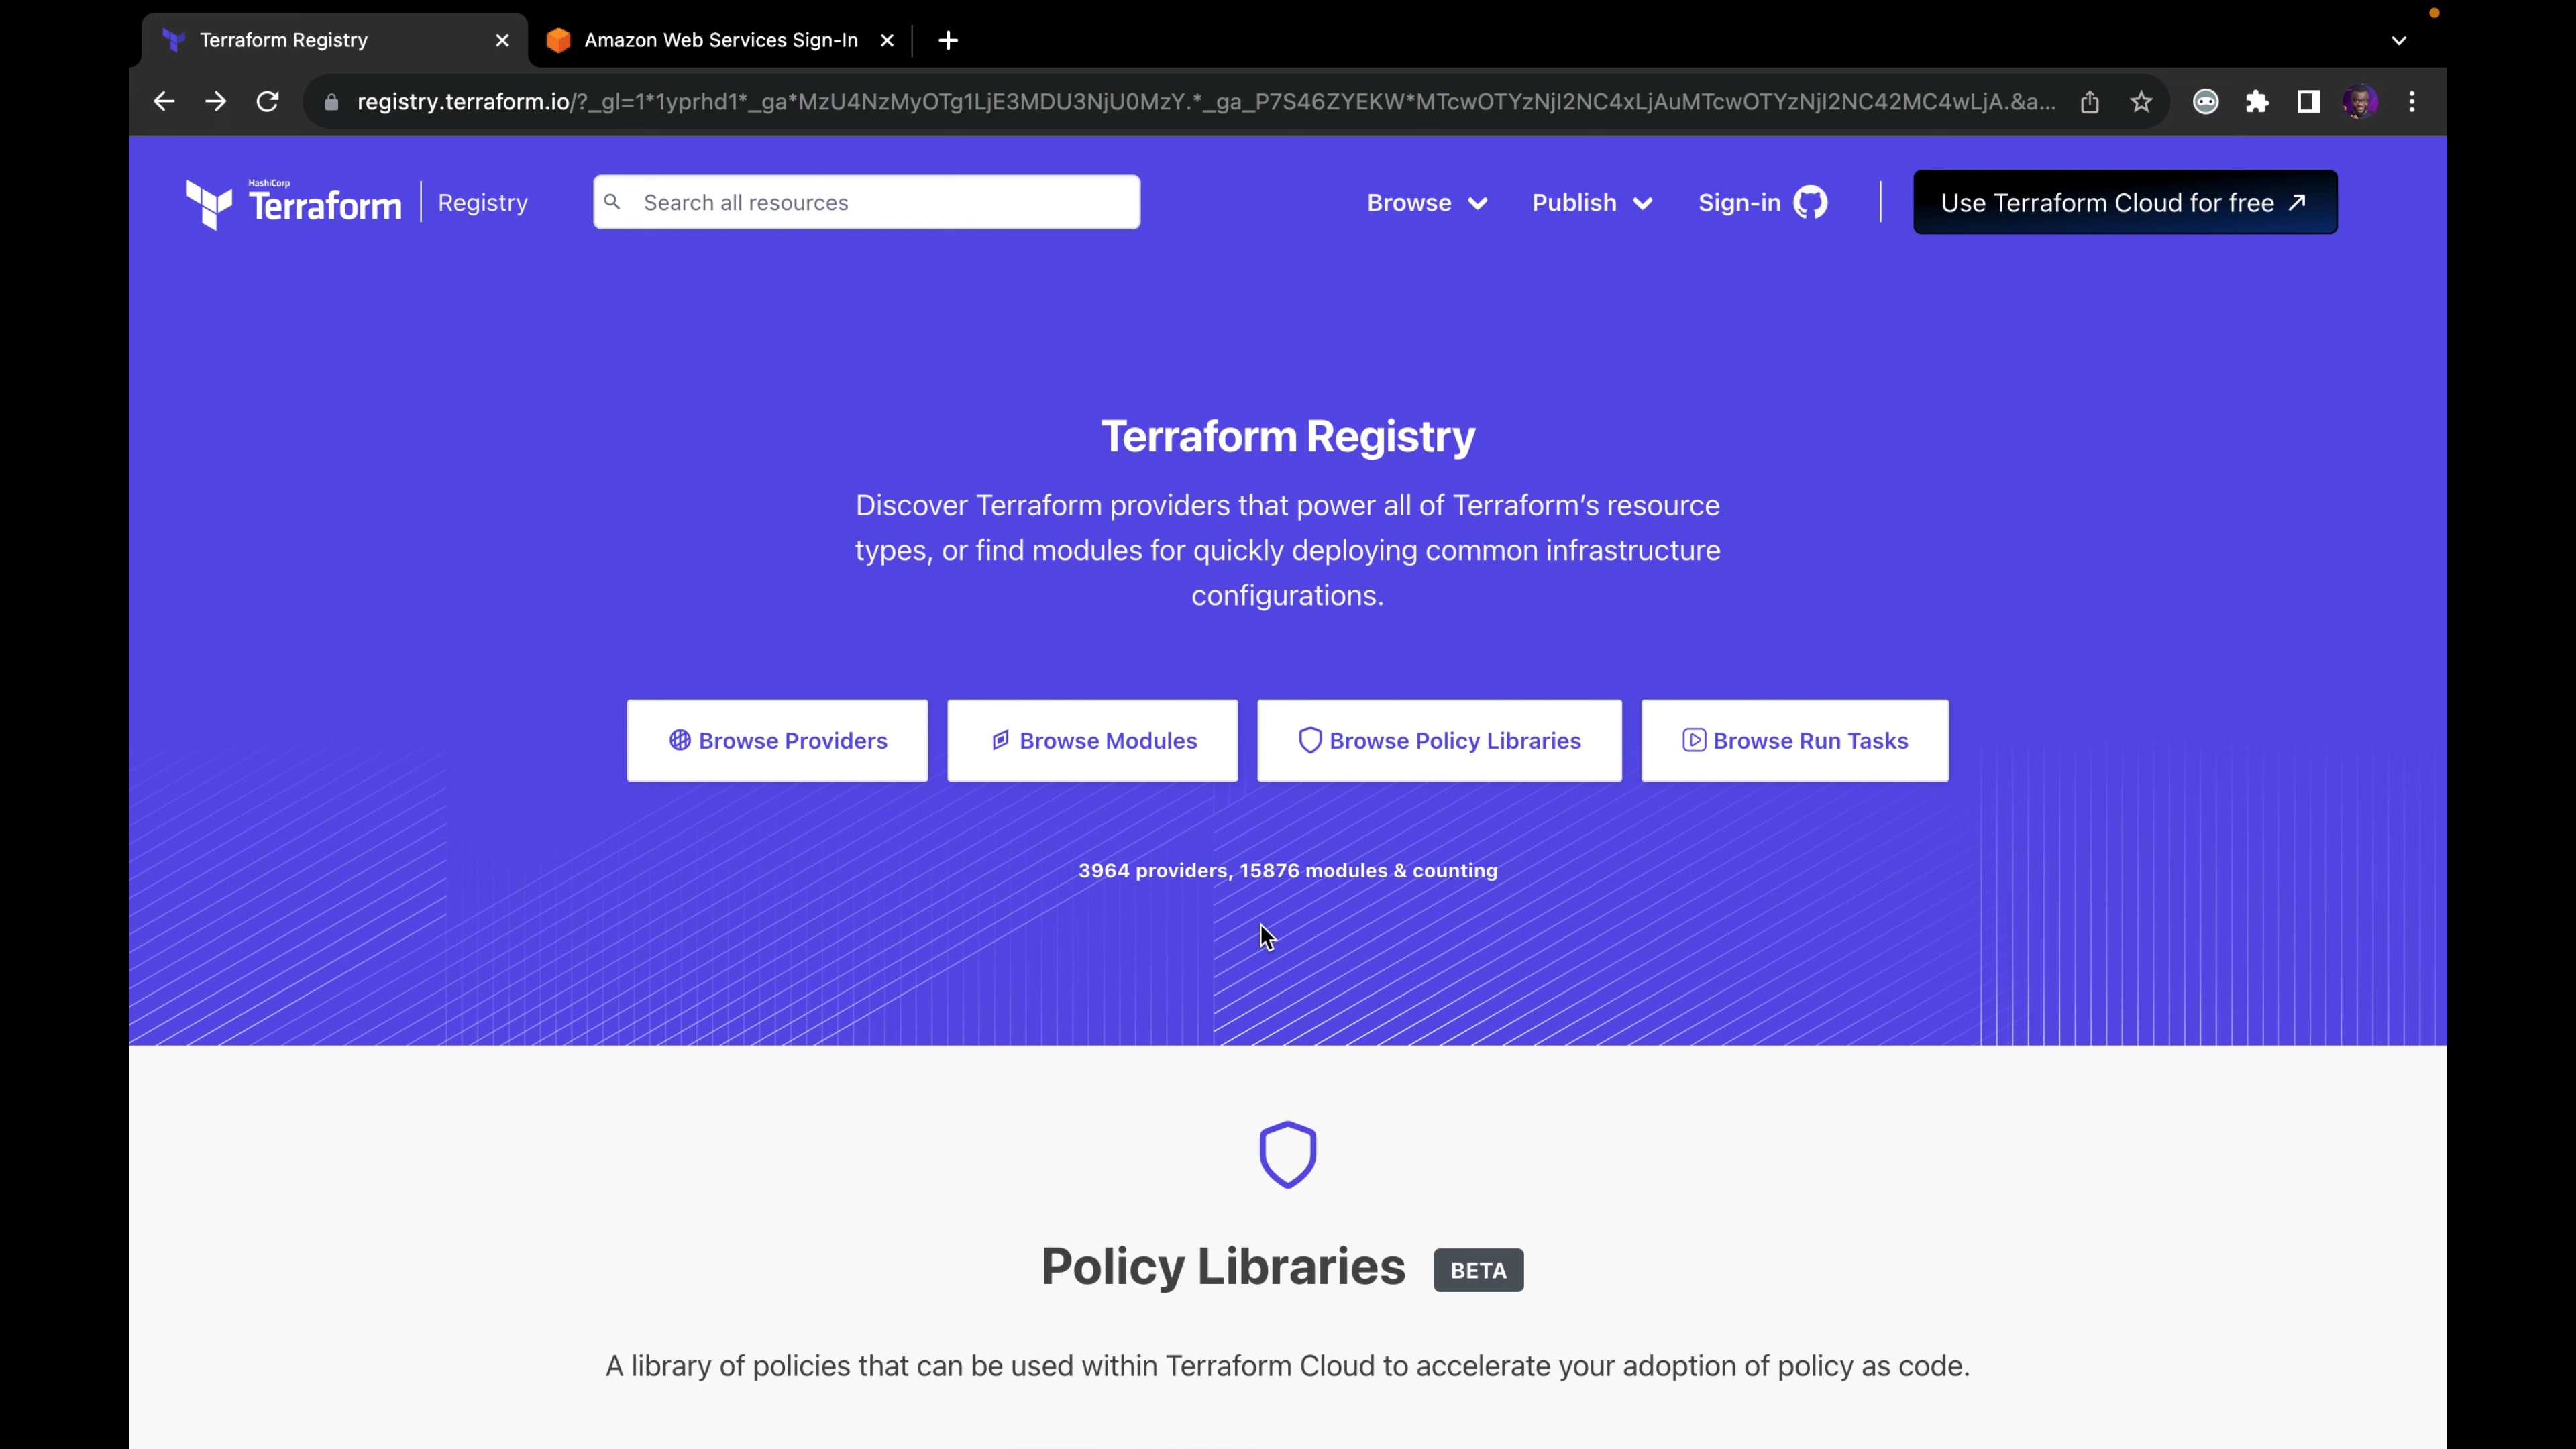 Terraform Registry
Amazon Web Services Sign-In
registry.terraform.io/?_gl=1*1yprhd1*_ga*MzU4NzMyOTg1LjE3MDU3NjU0MzY.*_ga_P7S46ZYEKW*MTcwOTYzNjI2NC4xLjAuMTcwOTYzNjI2NC42MC4wLjA.&a...
HashiCorp
Terraform
Registry
Search all resources
Browse
Publish
Sign-in
Use Terraform Cloud for free
Terraform Registry
Discover Terraform providers that power all of Terraform’s resource
types, or find modules for quickly deploying common infrastructure
configurations.
Browse Providers
Browse Modules
Browse Policy Libraries
Browse Run Tasks
3964 providers, 15876 modules & counting
Policy Libraries BETA
A library of policies that can be used within Terraform Cloud to accelerate your adoption of policy as code.